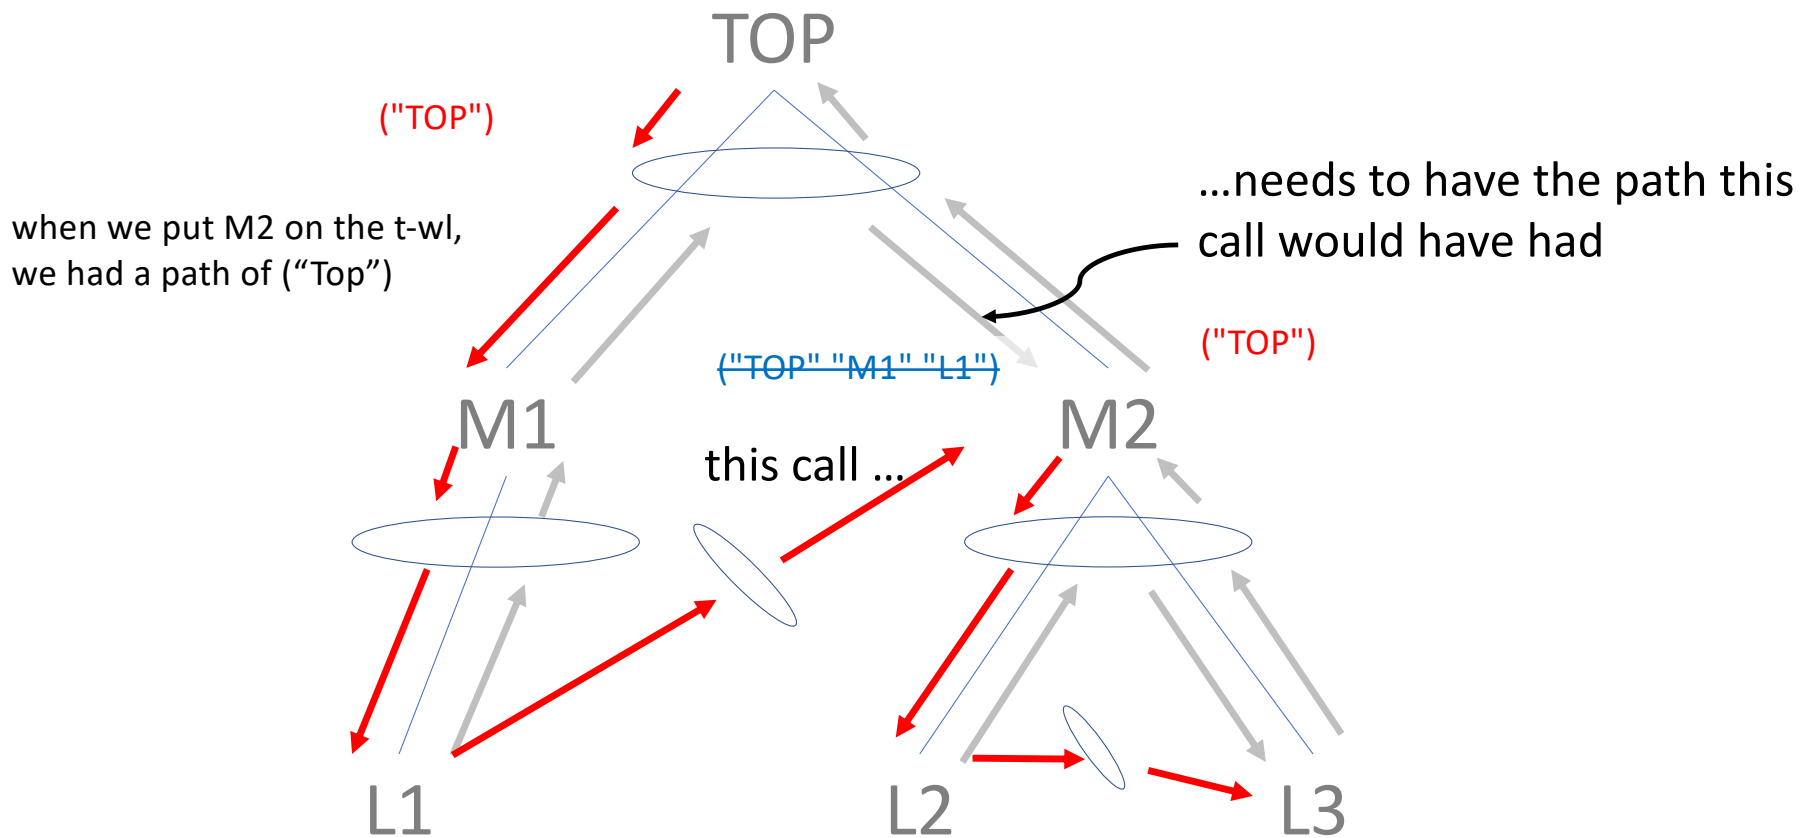 TOP
("TOP")
…needs to have the path this
call would have had
when we put M2 on the t-wl,
we had a path of (“Top”)
("TOP" "M1" "L1")
("TOP")
M1
M2
this call …
L1
L2
L3